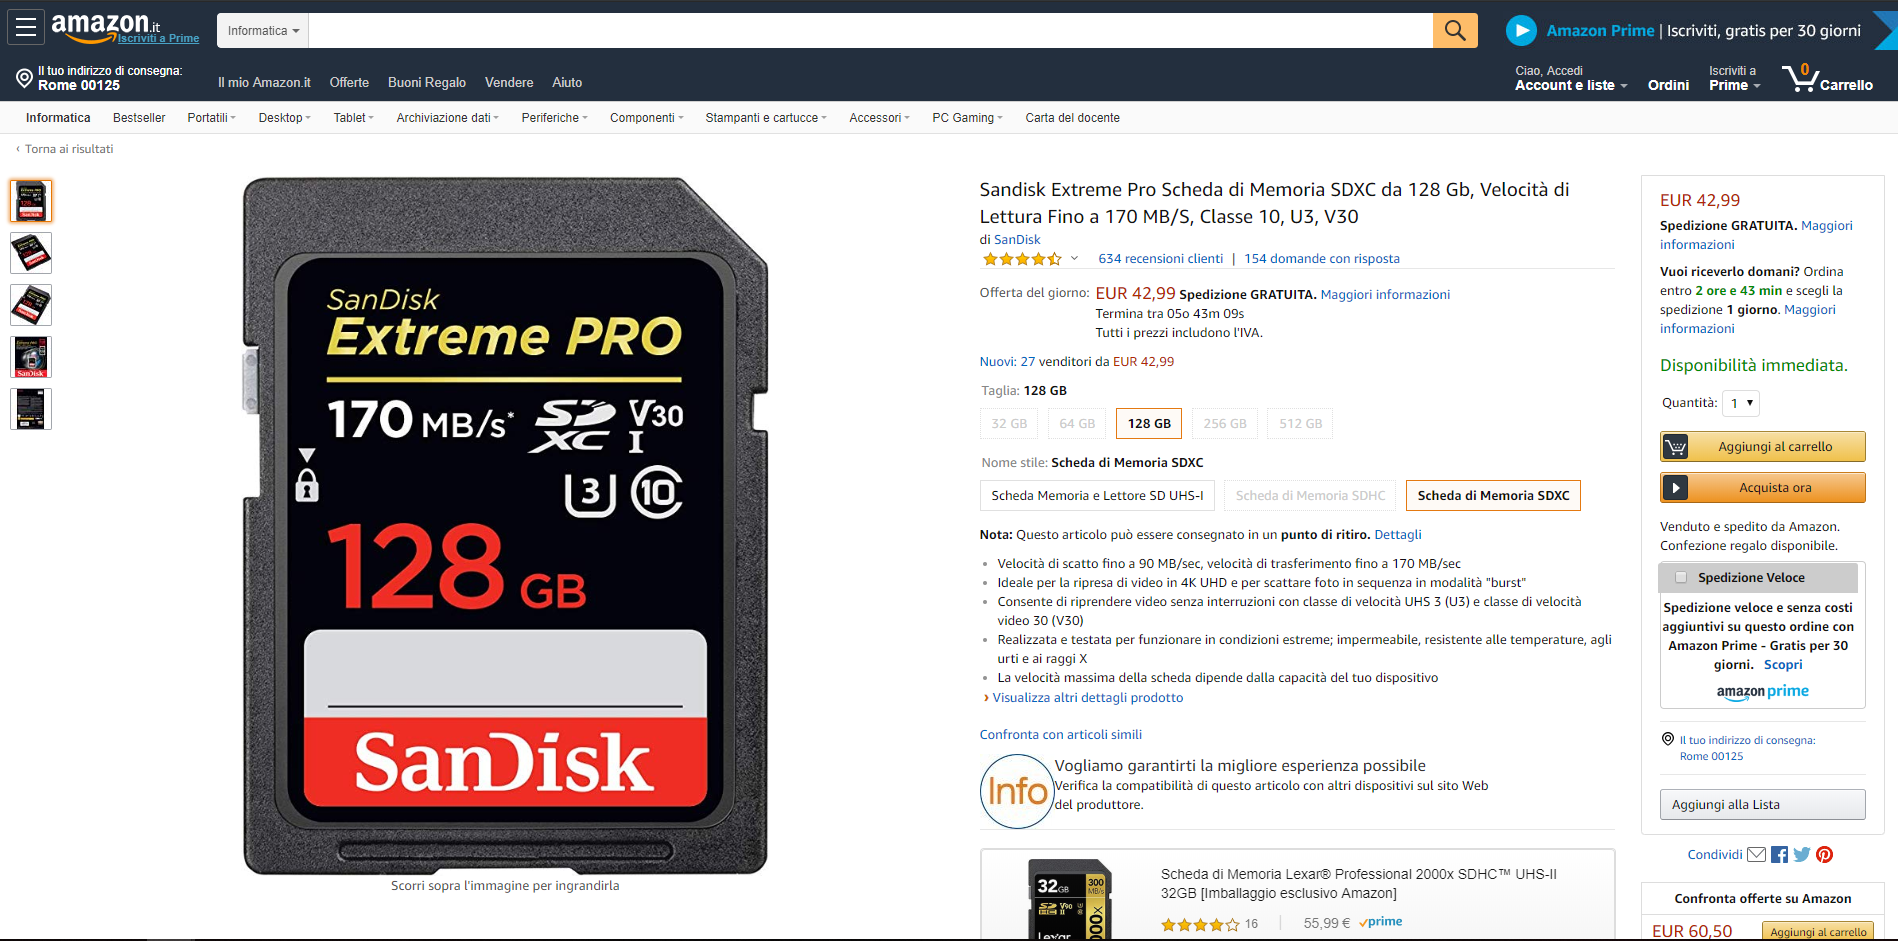 amazon.it
Iscriviti a Prime
Informatica
Amazon Prime | Iscriviti, gratis per 30 giorni
Il tuo indirizzo di consegna:
Rome 00125
Il mio Amazon.it Offerte Buoni Regalo Vendere Aiuto
Ciao, Accedi
Account e liste
Ordini
Iscriviti a
Prime
0
Carrello
Informatica Bestseller Portatili Desktop Tablet Archiviazione dati Periferiche Componenti Stampanti e cartucce Accessori PC Gaming Carta del docente
‹ Torna ai risultati
SanDisk
Extreme PRO
170 MB/s* SD XC V30 I
U3 10
128 GB
SanDisk
Scorri sopra l'immagine per ingrandirla
Sandisk Extreme Pro Scheda di Memoria SDXC da 128 Gb, Velocità di
Lettura Fino a 170 MB/S, Classe 10, U3, V30
di SanDisk
634 recensioni clienti | 154 domande con risposta
Offerta del giorno: EUR 42,99 Spedizione GRATUITA. Maggiori informazioni
Termina tra 05o 43m 09s
Tutti i prezzi includono l'IVA.
Nuovi: 27 venditori da EUR 42,99
Taglia: 128 GB
32 GB 64 GB 128 GB 256 GB 512 GB
Nome stile: Scheda di Memoria SDXC
Scheda Memoria e Lettore SD UHS-I Scheda di Memoria SDHC Scheda di Memoria SDXC
Nota: Questo articolo può essere consegnato in un punto di ritiro. Dettagli
• Velocità di scatto fino a 90 MB/sec, velocità di trasferimento fino a 170 MB/sec
• Ideale per la ripresa di video in 4K UHD e per scattare foto in sequenza in modalità "burst"
• Consente di riprendere video senza interruzioni con classe di velocità UHS 3 (U3) e classe di velocità
video 30 (V30)
• Realizzata e testata per funzionare in condizioni estreme; impermeabile, resistente alle temperature, agli
urti e ai raggi X
• La velocità massima della scheda dipende dalla capacità del tuo dispositivo
› Visualizza altri dettagli prodotto
Confronta con articoli simili
Info
Vogliamo garantirti la migliore esperienza possibile
Verifica la compatibilità di questo articolo con altri dispositivi sul sito Web
del produttore.
32GB 300 MB/s
V90
Lexar
Scheda di Memoria Lexar® Professional 2000x SDHC™ UHS-II
32GB [Imballaggio esclusivo Amazon]
16 | 55,99 € prime
EUR 42,99
Spedizione GRATUITA. Maggiori
informazioni
Vuoi riceverlo domani? Ordina
entro 2 ore e 43 min e scegli la
spedizione 1 giorno. Maggiori
informazioni
Disponibilità immediata.
Quantità: 1
Aggiungi al carrello
Acquista ora
Venduto e spedito da Amazon.
Confezione regalo disponibile.
Spedizione Veloce
Spedizione veloce e senza costi
aggiuntivi su questo ordine con
Amazon Prime - Gratis per 30
giorni. Scopri
amazon prime
Il tuo indirizzo di consegna:
Rome 00125
Aggiungi alla Lista
Condividi
Confronta offerte su Amazon
EUR 60,50 Aggiungi al carrello